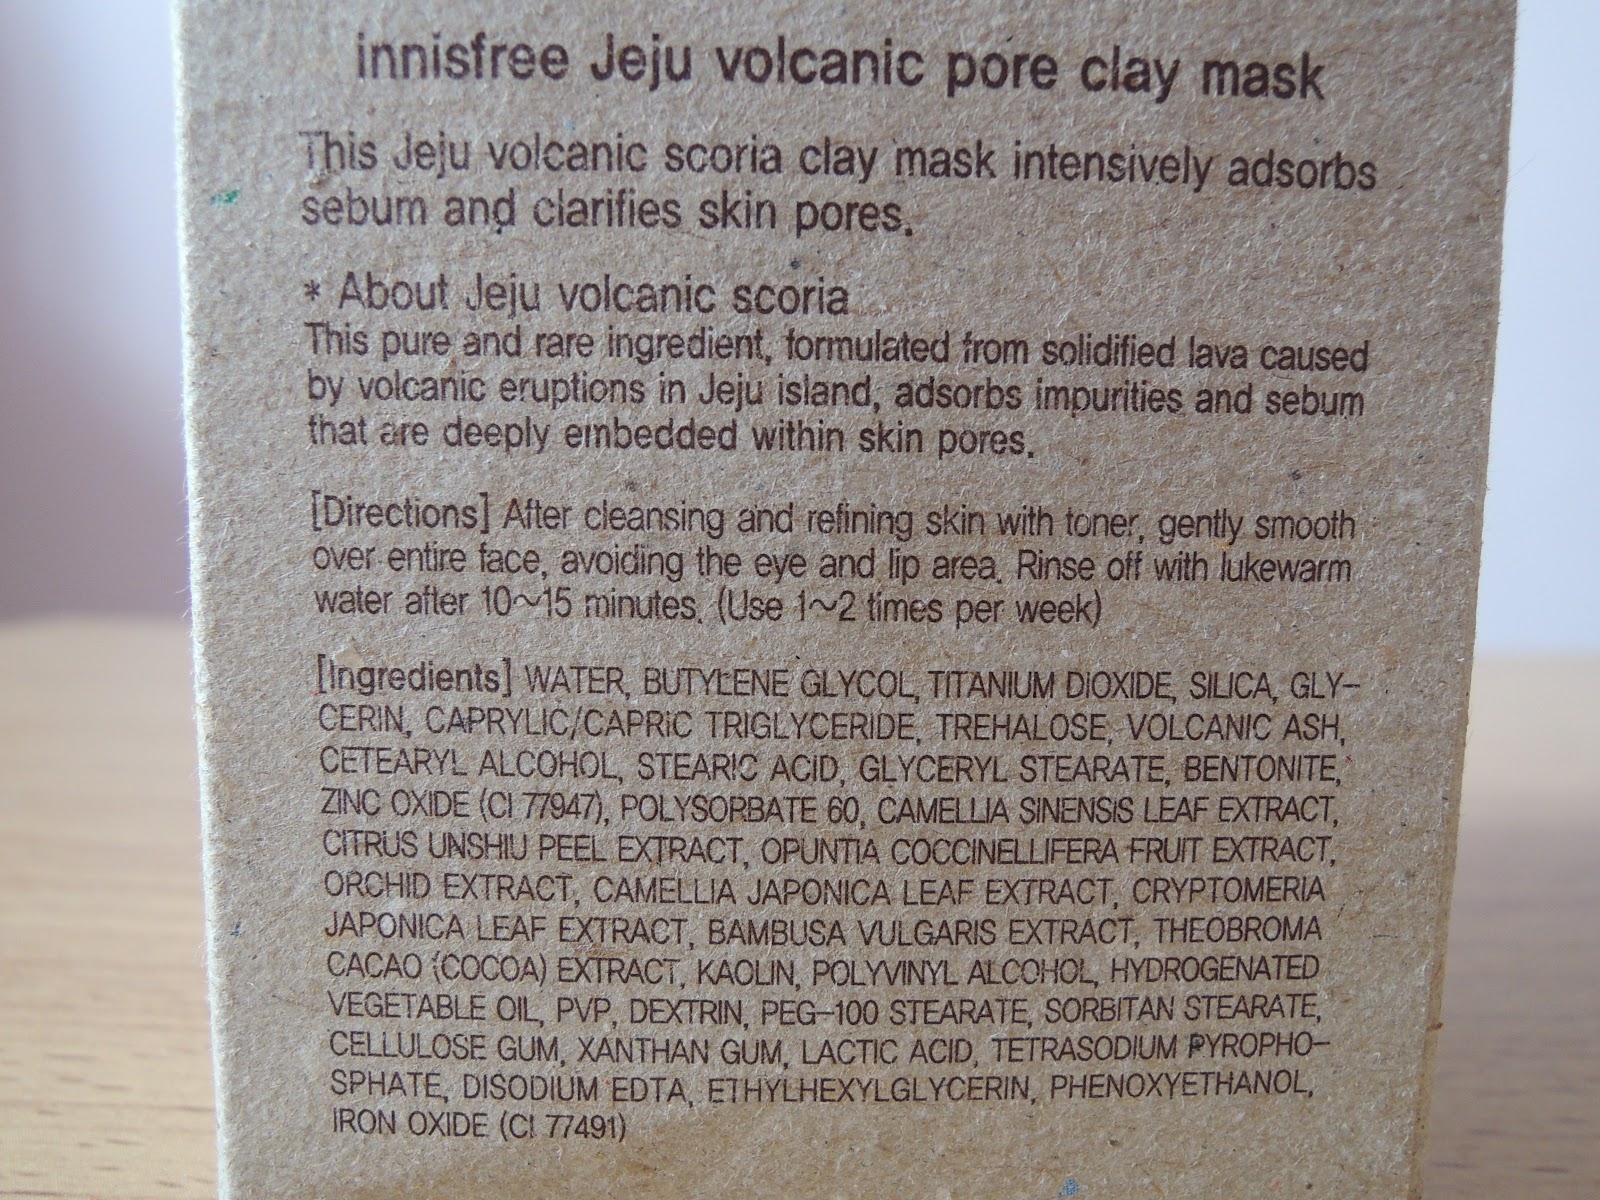 innisfree Jeju volcanic pore clay mask
This Jeju volcanic scoria clay mask intensively adsorbs
sebum and clarifies skin pores.
* About Jeju volcanic scoria
This pure and rare ingredient, formulated from solidified lava caused
by volcanic eruptions in Jeju island, adsorbs impurities and sebum
that are deeply embedded within skin pores.
[Directions] After cleansing and refining skin with toner, gently smooth
over entire face, avoiding the eye and lip area. Rinse off with lukewarm
water after 10~15 minutes. (Use 1~2 times per week)
[Ingredients] WATER, BUTYLENE GLYCOL, TITANIUM DIOXIDE, SILICA, GLY-
CERIN, CAPRYLIC/CAPRIC TRIGLYCERIDE, TREHALOSE, VOLCANIC ASH,
CETEARYL ALCOHOL, STEARIC ACID, GLYCERYL STEARATE, BENTONITE,
ZINC OXIDE (CI 77947), POLYSORBATE 60, CAMELLIA SINENSIS LEAF EXTRACT,
CITRUS UNSHIU PEEL EXTRACT, OPUNTIA COCCINELLIFERA FRUIT EXTRACT,
ORCHID EXTRACT, CAMELLIA JAPONICA LEAF EXTRACT, CRYPTOMERIA
JAPONICA LEAF EXTRACT, BAMBUSA VULGARIS EXTRACT, THEOBROMA
CACAO (COCOA) EXTRACT, KAOLIN, POLYVINYL ALCOHOL, HYDROGENATED
VEGETABLE OIL, PVP, DEXTRIN, PEG-100 STEARATE, SORBITAN STEARATE,
CELLULOSE GUM, XANTHAN GUM, LACTIC ACID, TETRASODIUM PYROPHO-
SPHATE, DISODIUM EDTA, ETHYLHEXYLGLYCERIN, PHENOXYETHANOL,
IRON OXIDE (CI 77491)